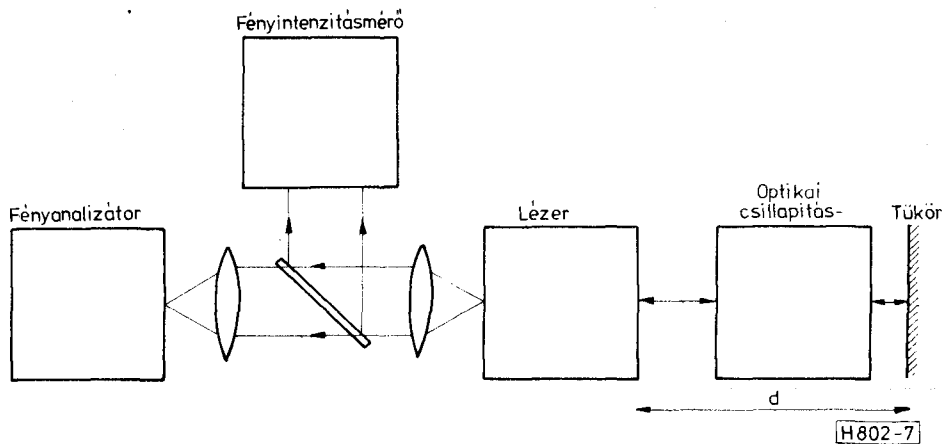 Fényintenzitásmérő
Fényanalizátor
Lézer
Optikai
csillapítás-
Tükör
d
H802-7